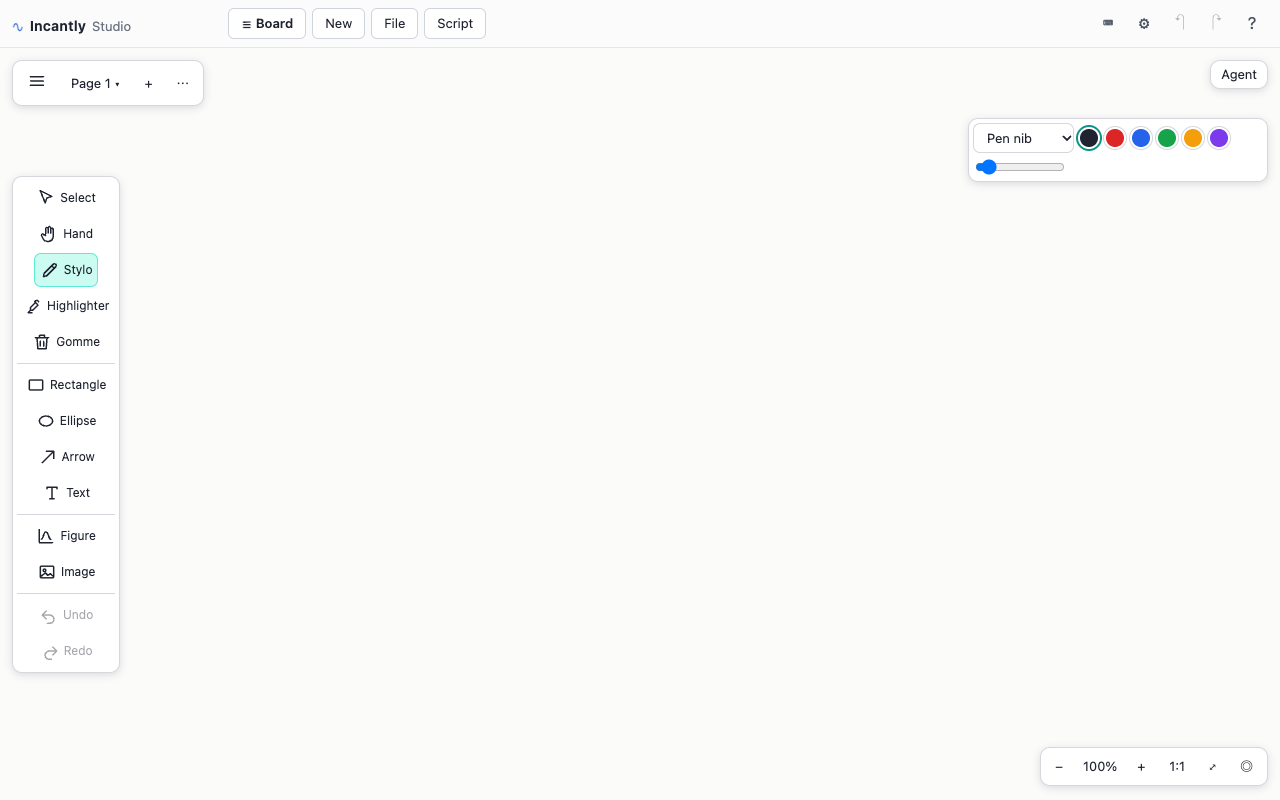 Incantly Studio
≡ Board
New
File
Script
?
Page 1 ▾
+
...
Agent
Pen nib
Select
Hand
Stylo
Highlighter
Gomme
Rectangle
Ellipse
Arrow
Text
Figure
Image
Undo
Redo
− 100% + 1:1